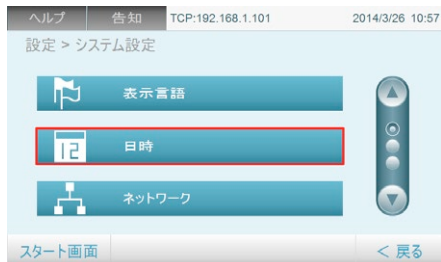 ヘルプ 告知 TCP:192.168.1.101 2014/3/26 10:57
設定 > システム設定
表示言語
12 日時
ネットワーク
スタート画面 < 戻る